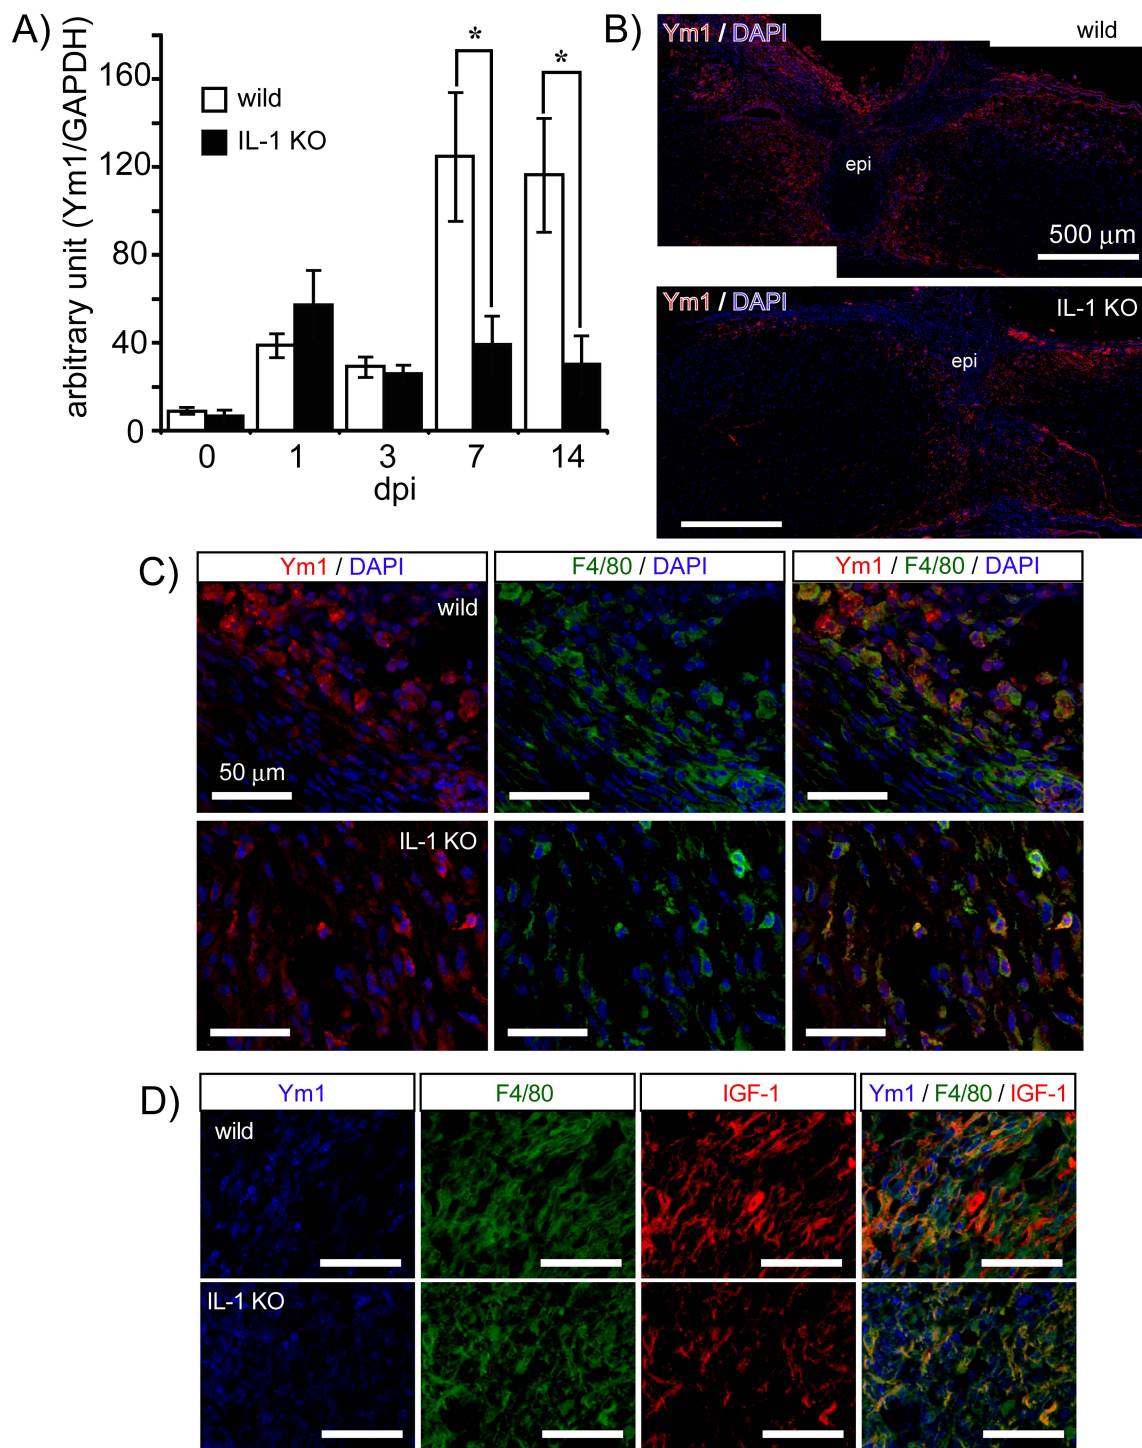 A)
arbitrary unit (Ym1/GAPDH)
160
120
80
40
0
wild
IL-1 KO
*
*
0 1 3 7 14
dpi
B)
Ym1 / DAPI
wild
epi
500 μm
Ym1 / DAPI
IL-1 KO
epi
C)
Ym1 / DAPI
F4/80 / DAPI
Ym1 / F4/80 / DAPI
wild
50 μm
IL-1 KO
D)
Ym1
F4/80
IGF-1
Ym1 / F4/80 / IGF-1
wild
IL-1 KO